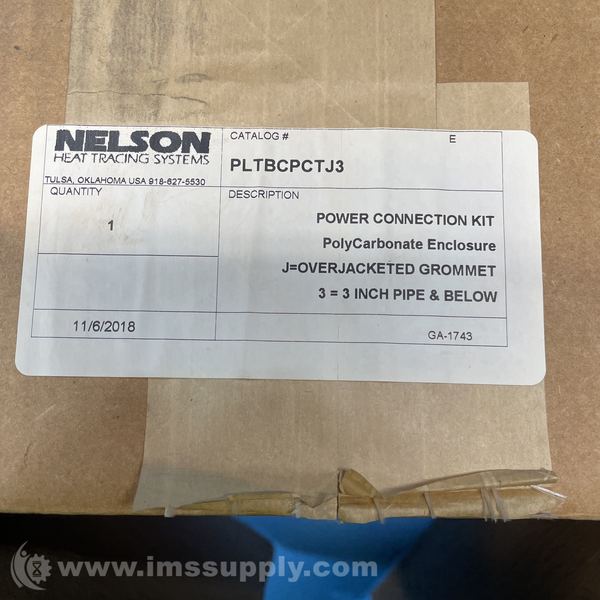 NELSON
HEAT TRACING SYSTEMS
TULSA, OKLAHOMA USA 918-627-5530
CATALOG # E
PLTBCPCTJ3
QUANTITY
1
DESCRIPTION
POWER CONNECTION KIT
PolyCarbonate Enclosure
J=OVERJACKETED GROMMET
3 = 3 INCH PIPE & BELOW
11/6/2018
GA-1743
www.imssupply.com/